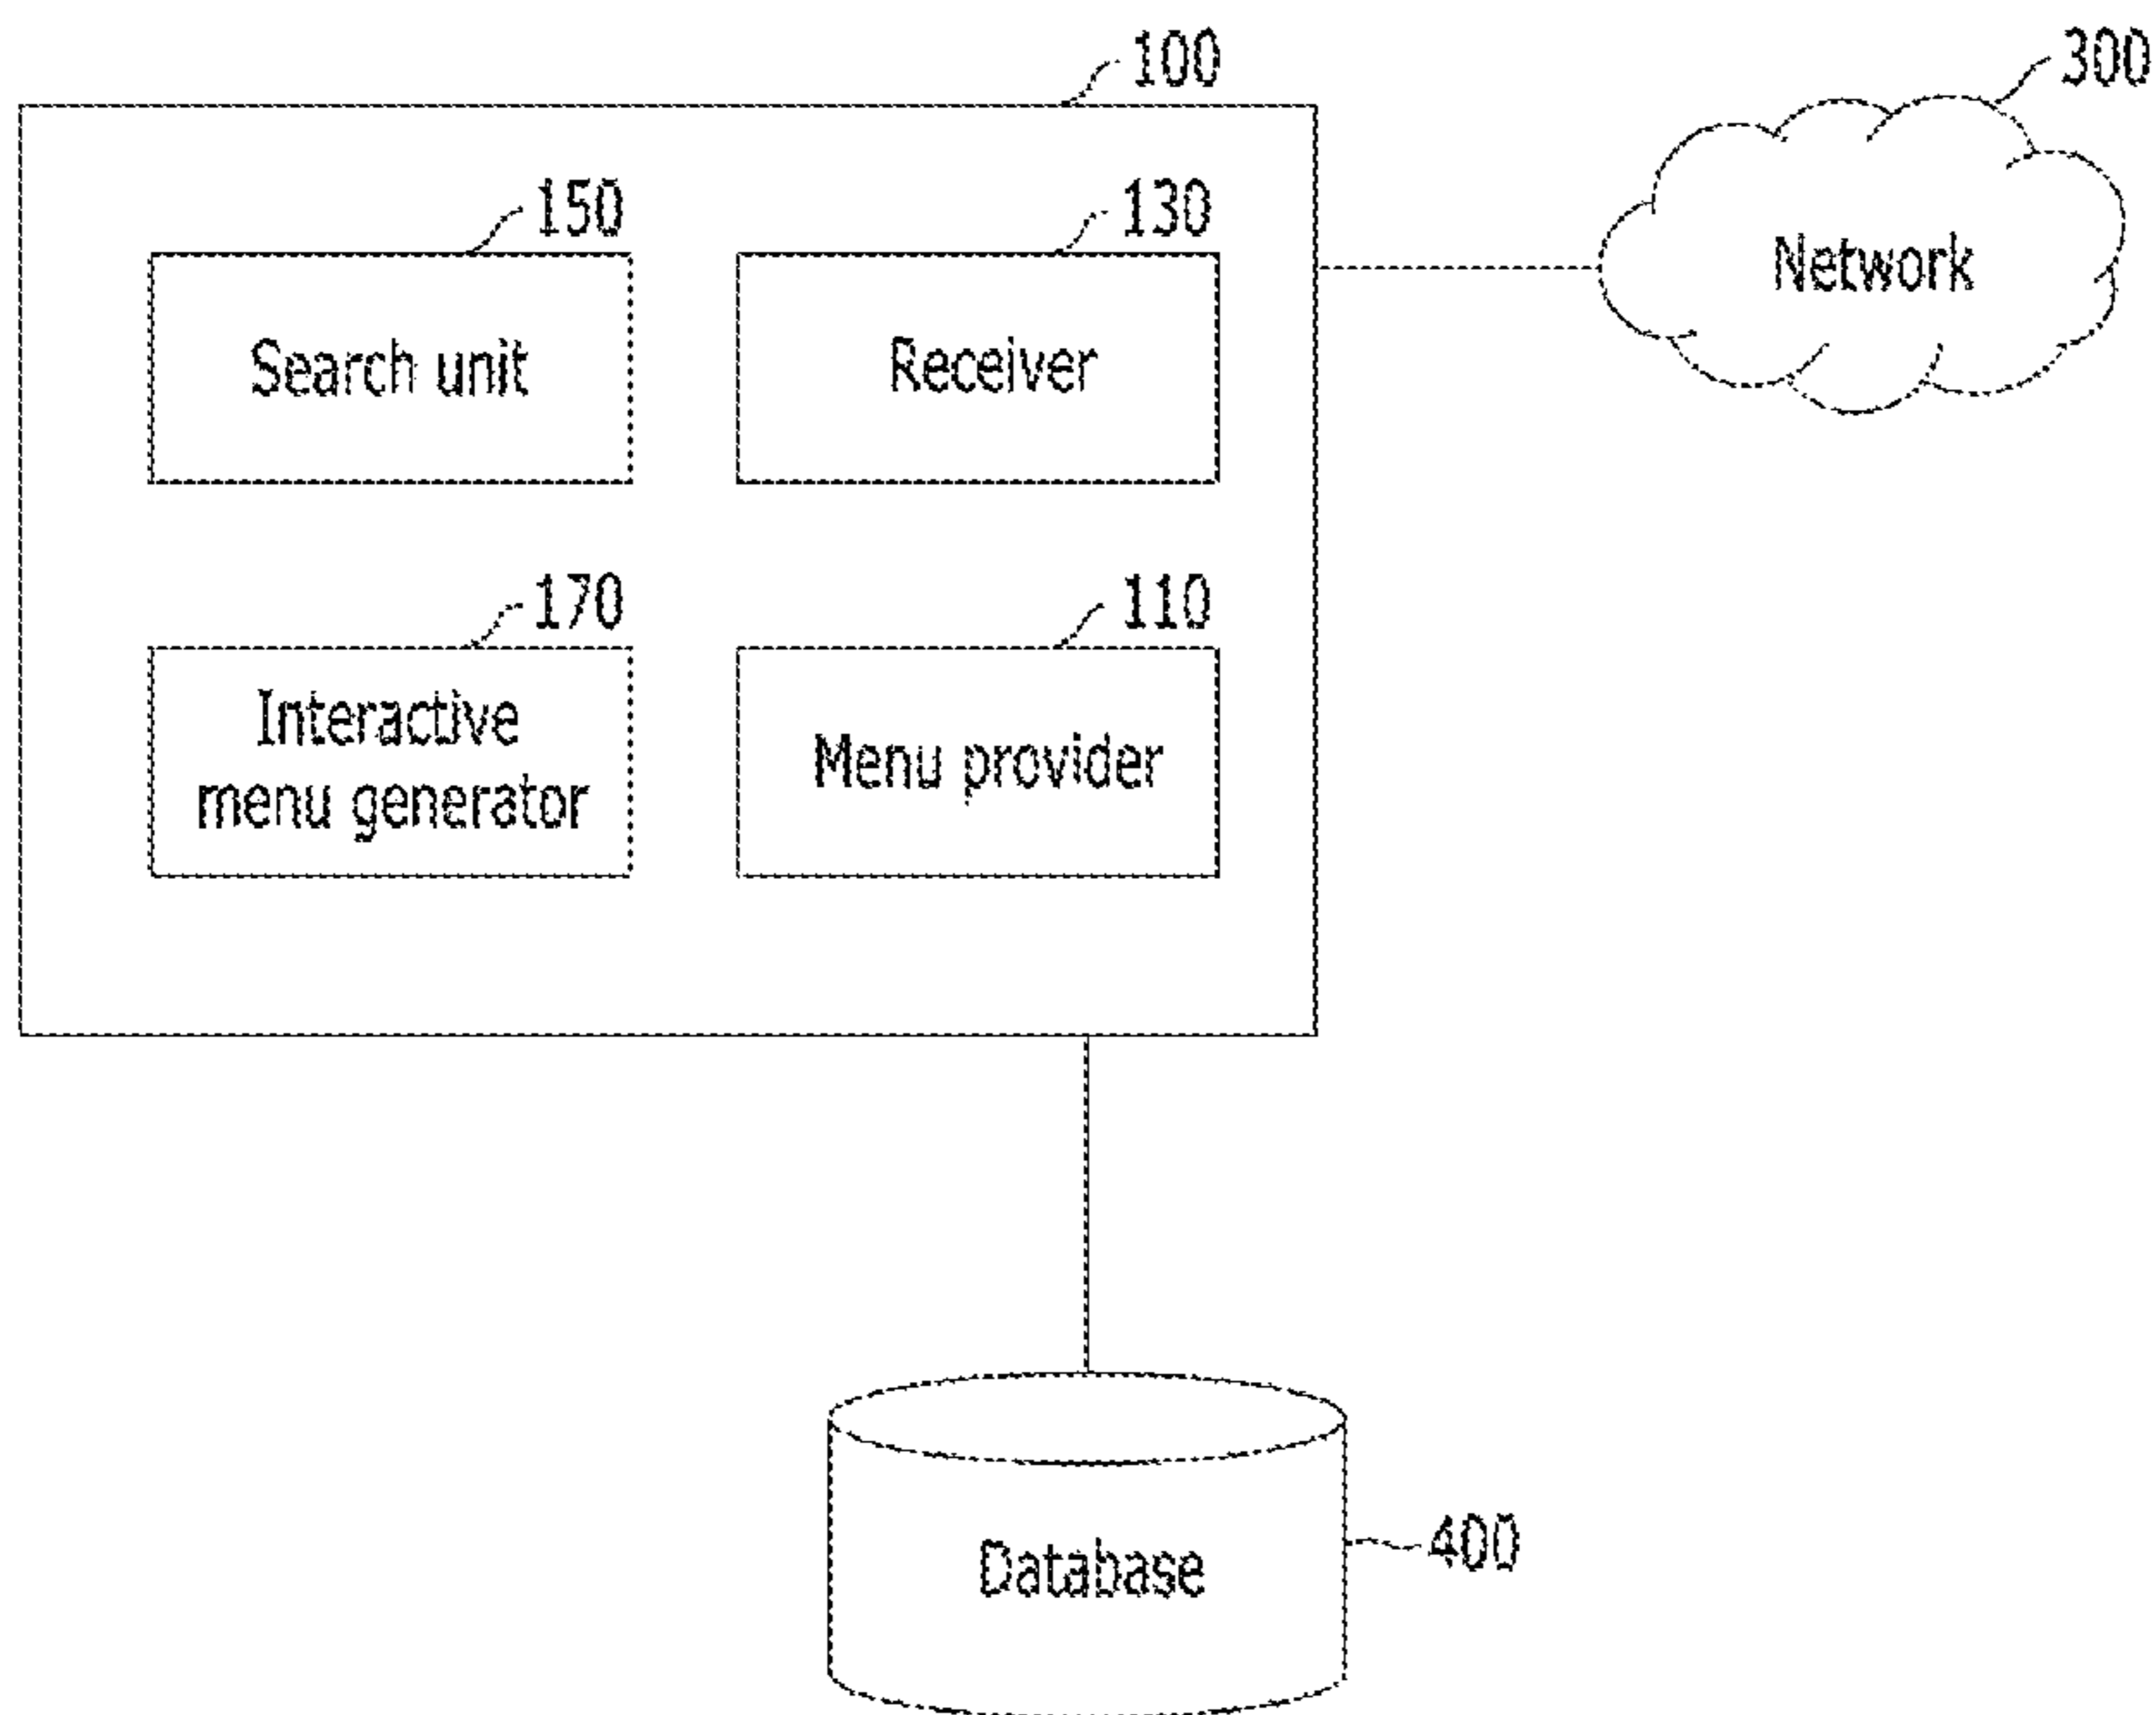 100
300
150
130
Search unit
Receiver
Network
170
110
Interactive
menu generator
Menu provider
Database
400